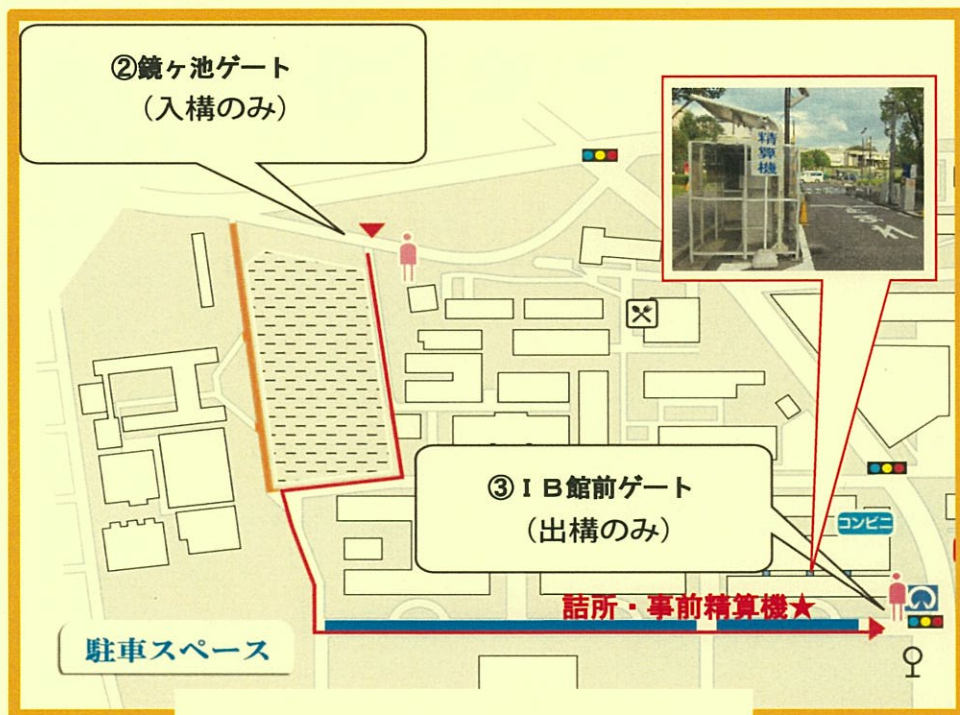 ②鏡ヶ池ゲート
(入構のみ)
精算機
③ＩＢ館前ゲート
(出構のみ)
コンビニ
詰所・事前精算機★
駐車スペース